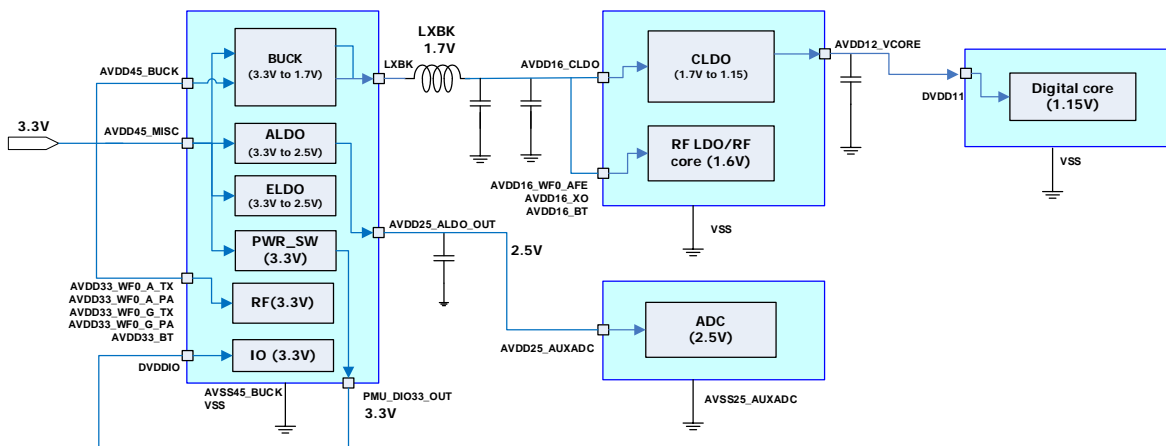 LXBK
1.7V
BUCK
(3.3V to 1.7V)
LXBK
AVDD45_BUCK
AVDD16_CLDO
CLDO
(1.7V to 1.15)
AVDD12_VCORE
DVDD11
Digital core
(1.15V)
VSS
3.3V
AVDD45_MISC
ALDO
(3.3V to 2.5V)
ELDO
(3.3V to 2.5V)
RF LDO/RF
core (1.6V)
AVDD16_WF0_AFE
AVDD16_XO
AVDD16_BT
VSS
AVDD25_ALDO_OUT
2.5V
PWR_SW
(3.3V)
AVDD33_WF0_A_TX
AVDD33_WF0_A_PA
AVDD33_WF0_G_TX
AVDD33_WF0_G_PA
AVDD33_BT
RF(3.3V)
DVDDIO
IO (3.3V)
ADC
(2.5V)
AVDD25_AUXADC
AVSS25_AUXADC
AVSS45_BUCK
VSS
PMU_DIO33_OUT
3.3V